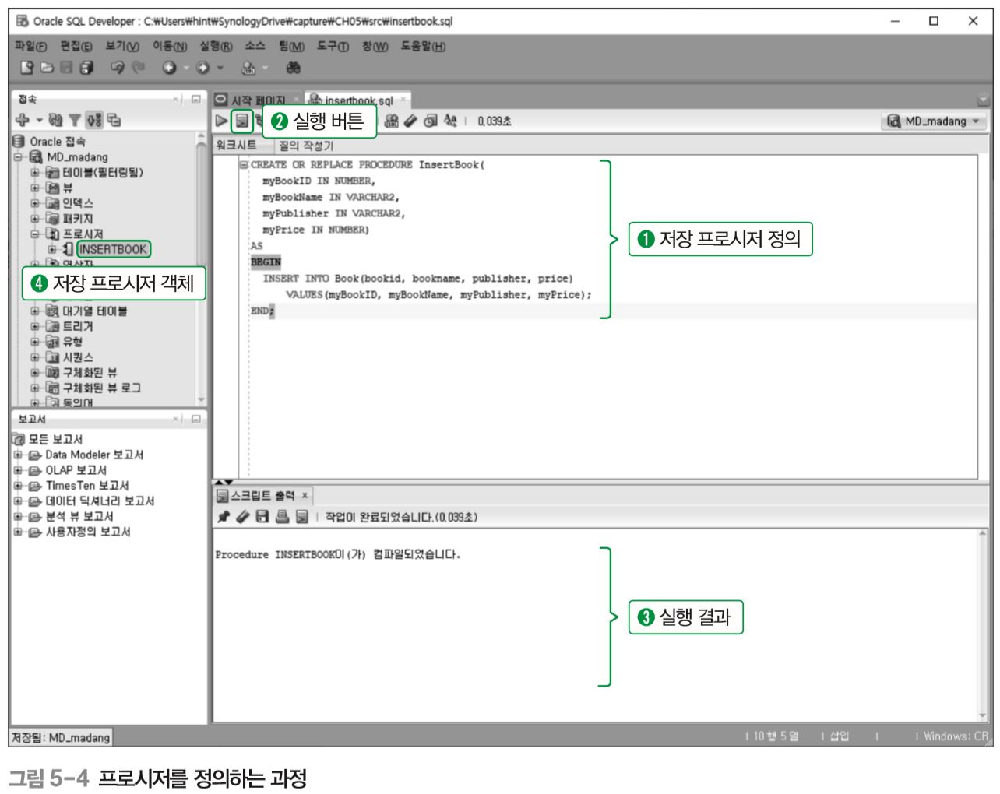 Oracle SQL Developer : C:₩Users₩hint₩SynologyDrive₩capture₩CH05₩src₩insertbook.sql
파일(F) 편집(E) 보기(V) 이동(N) 실행(R) 소스 팀(M) 도구(T) 창(W) 도움말(H)
접속
시작 페이지 insertbook.sql
❷ 실행 버튼
0.039초
MD_madang
워크시트 질의 작성기
Oracle 접속
MD_madang
테이블(필터링됨)
뷰
인덱스
패키지
프로시저
INSERTBOOK
연산자
❹ 저장 프로시저 객체
대기열 테이블
트리거
유형
시퀀스
구체화된 뷰
구체화된 뷰 로그
동의어
CREATE OR REPLACE PROCEDURE InsertBook(
myBookID IN NUMBER,
myBookName IN VARCHAR2,
myPublisher IN VARCHAR2,
myPrice IN NUMBER)
AS
BEGIN
INSERT INTO Book(bookid, bookname, publisher, price)
VALUES(myBookID, myBookName, myPublisher, myPrice);
END;
❶ 저장 프로시저 정의
보고서
모든 보고서
Data Modeler 보고서
OLAP 보고서
TimesTen 보고서
데이터 딕셔너리 보고서
분석 뷰 보고서
사용자정의 보고서
스크립트 출력
작업이 완료되었습니다.(0.039초)
Procedure INSERTBOOK이(가) 컴파일되었습니다.
❸ 실행 결과
저장됨: MD_madang
10 행 5 열 삽입 Windows: CR
그림 5-4 프로시저를 정의하는 과정